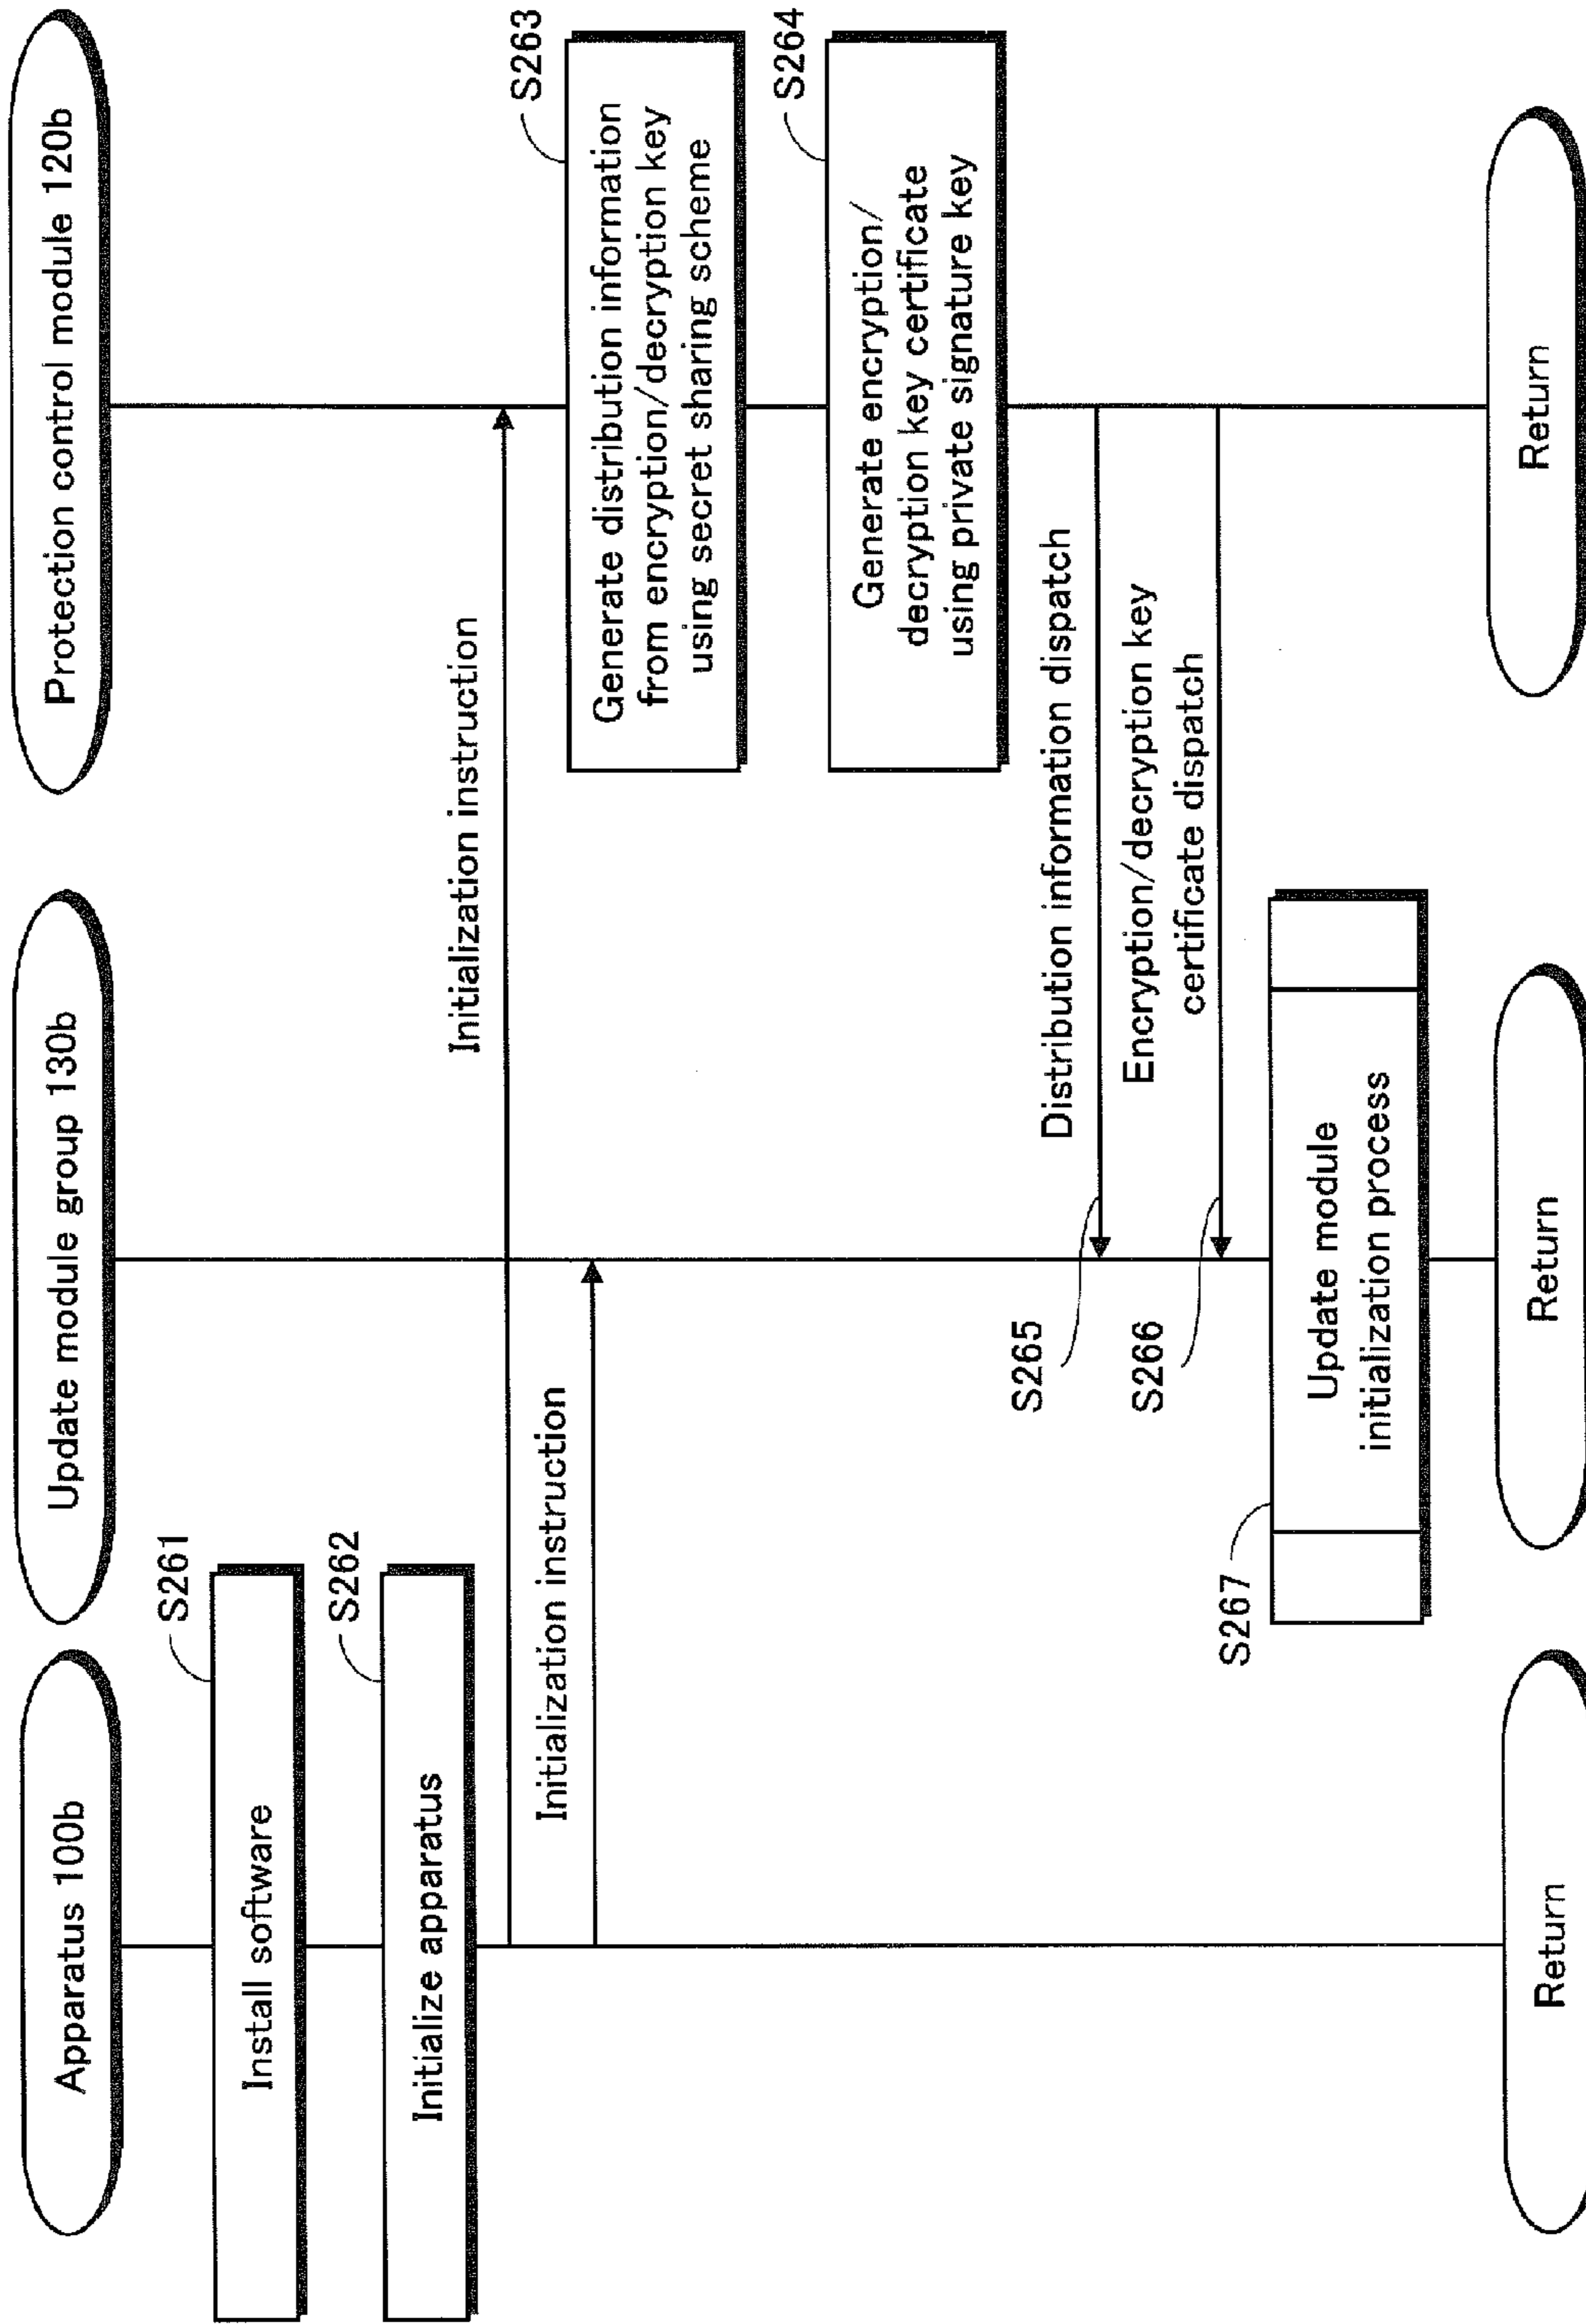 Apparatus 100b
Update module group 130b
Protection control module 120b
S261
Install software
S262
Initialize apparatus
Initialization instruction
Initialization instruction
S263
Generate distribution information
from encryption/decryption key
using secret sharing scheme
S264
Generate encryption/
decryption key certificate
using private signature key
S265
Distribution information dispatch
S266
Encryption/decryption key
certificate dispatch
S267
Update module
initialization process
Return
Return
Return